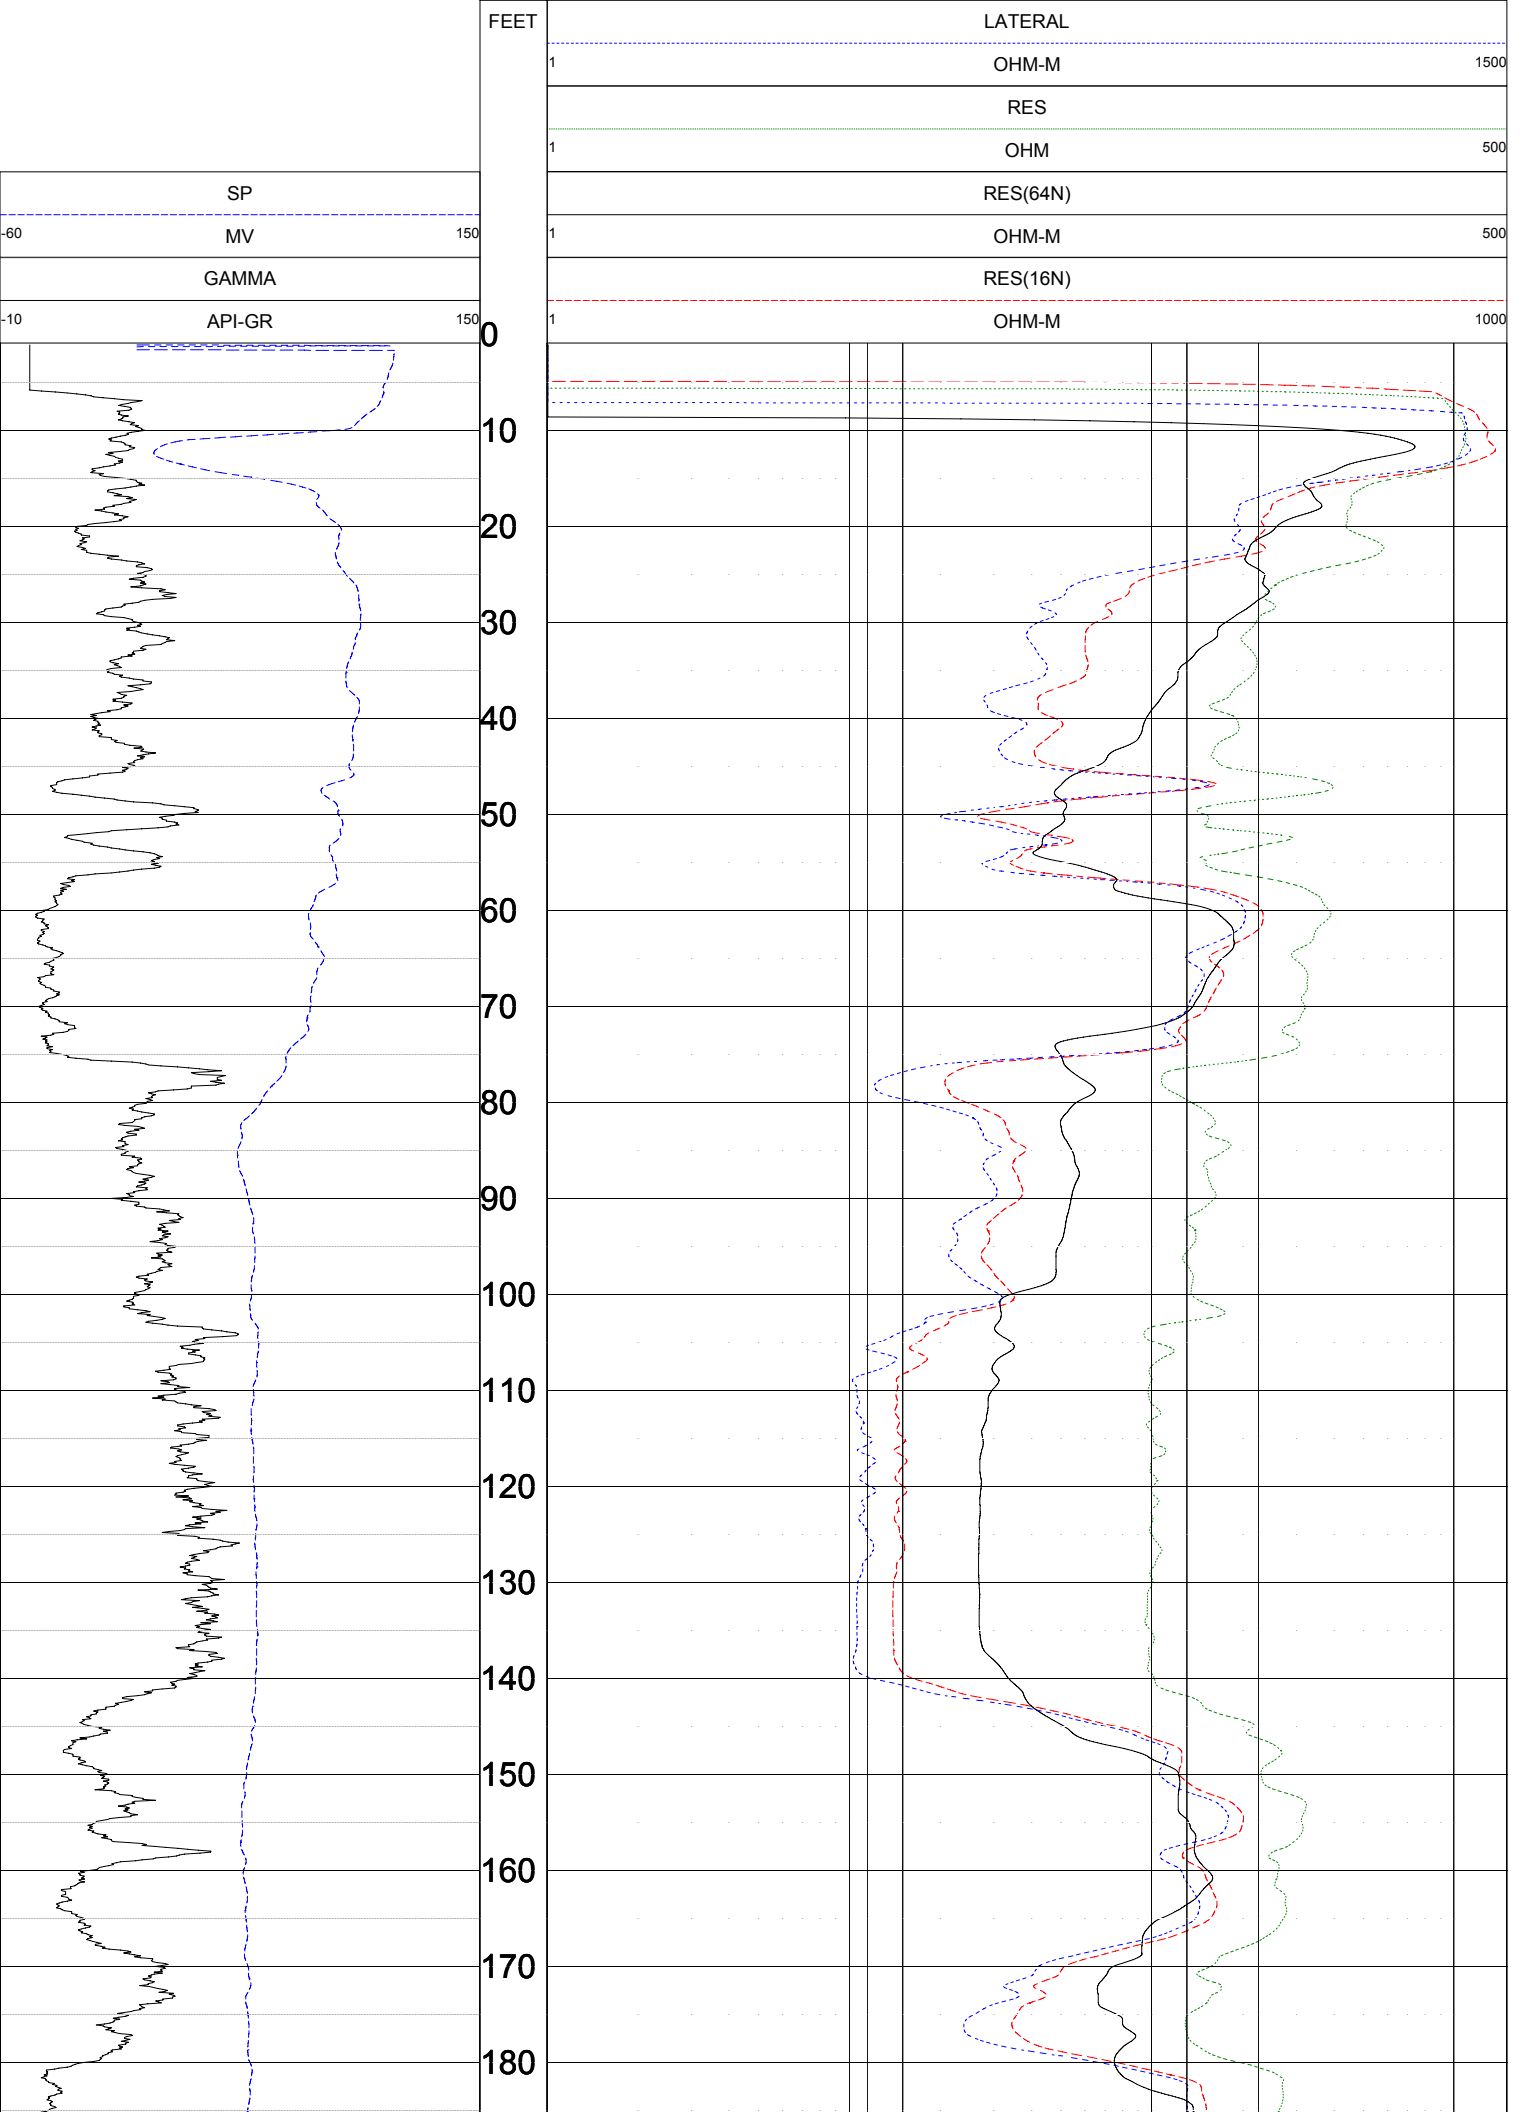 FEET
LATERAL
1 OHM-M 1500
RES
1 OHM 500
SP
RES(64N)
-60 MV 150
1 OHM-M 500
GAMMA
RES(16N)
-10 API-GR 150
1 OHM-M 1000
0
10
20
30
40
50
60
70
80
90
100
110
120
130
140
150
160
170
180